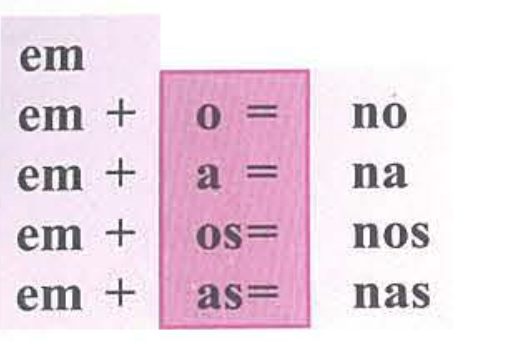 em
em + o = no
em + a = na
em + os= nos
em + as= nas